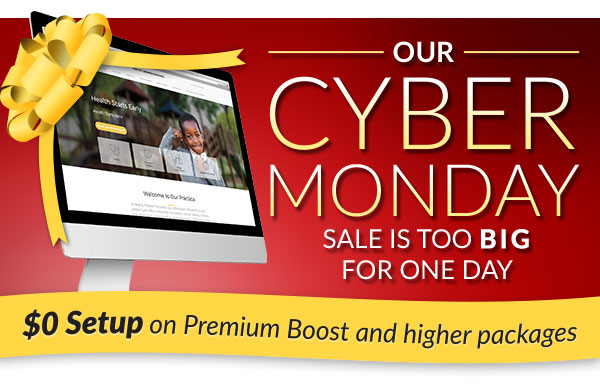 OUR
CYBER
MONDAY
SALE IS TOO BIG
FOR ONE DAY
Health Starts Early
Welcome to Our Practice
$0 Setup on Premium Boost and higher packages